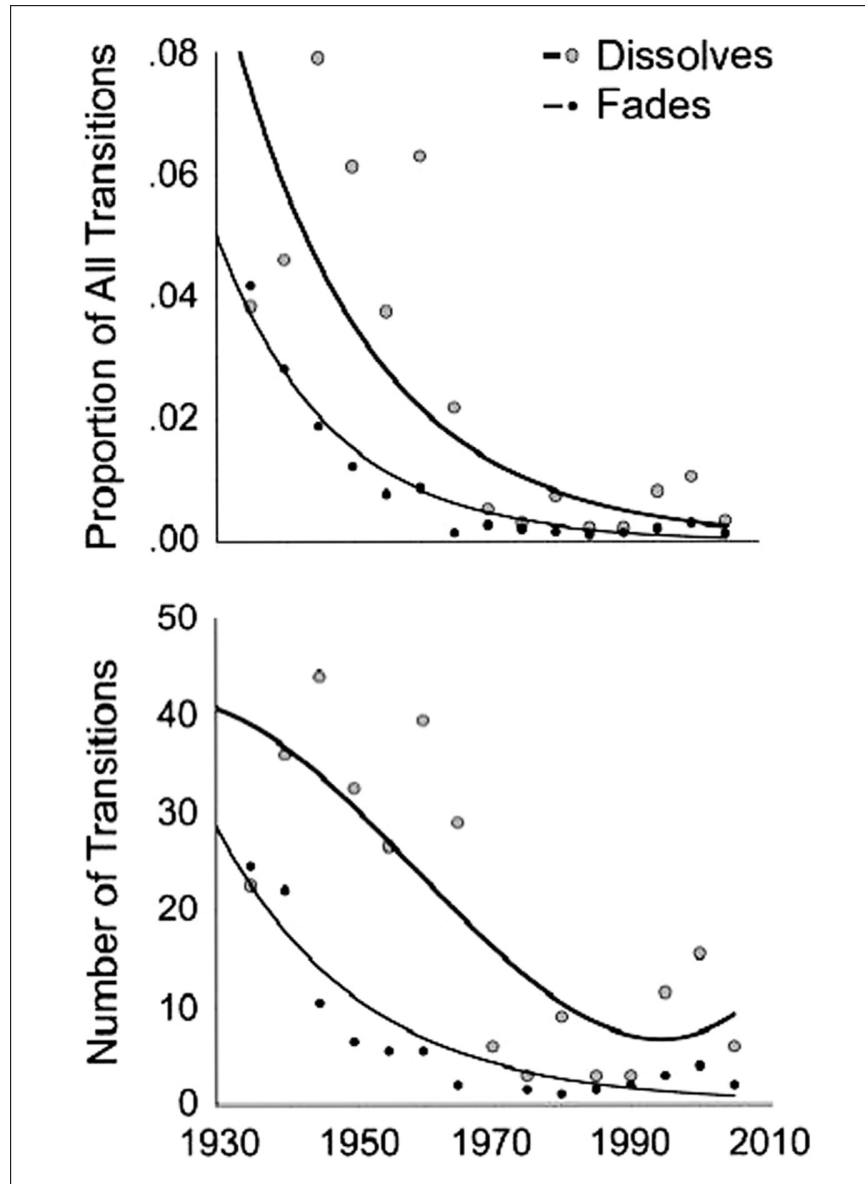 Dissolves
Fades
Proportion of All Transitions
.08
.06
.04
.02
.00
Number of Transitions
50
40
30
20
10
0
1930 1950 1970 1990 2010